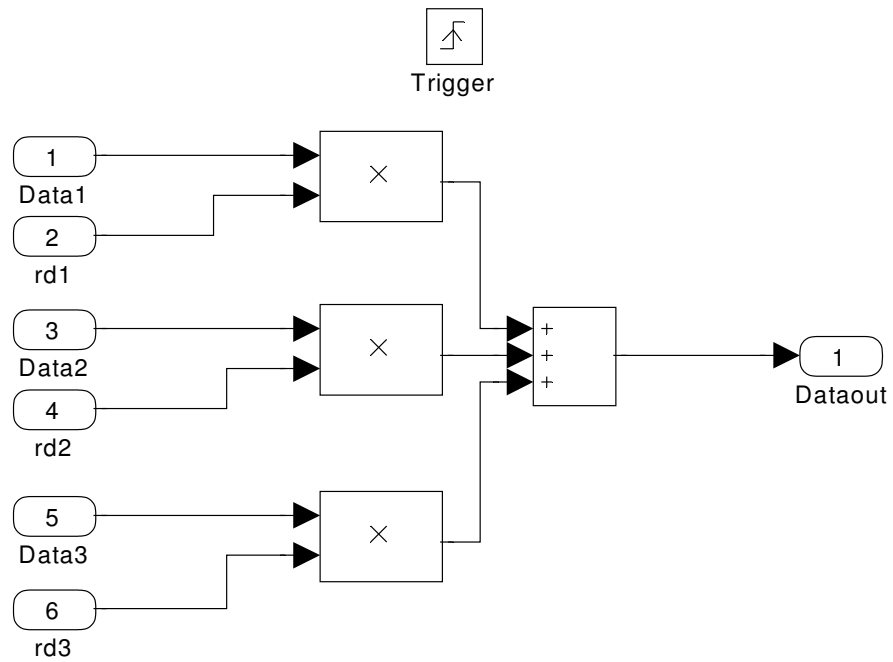 Trigger
1
Data1
2
rd1
×
3
Data2
4
rd2
×
5
Data3
6
rd3
×
+
+
+
1
Dataout